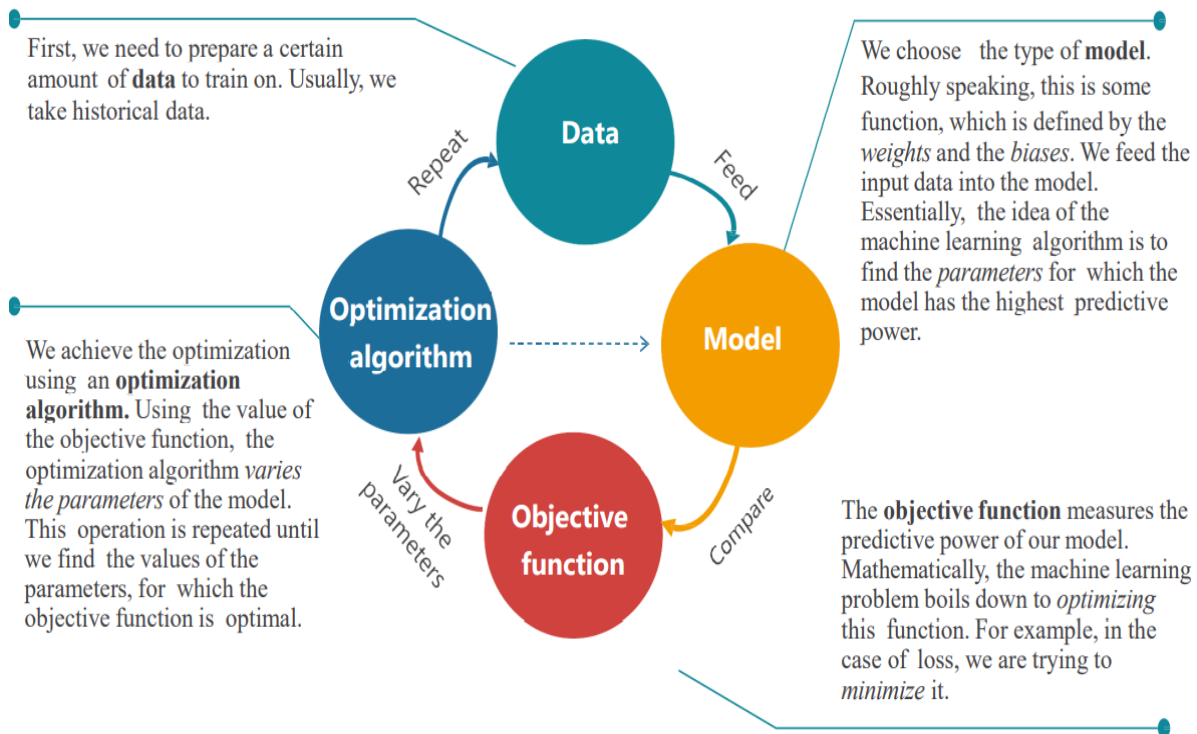 First, we need to prepare a certain
amount of data to train on. Usually, we
take historical data.
Data
Repeat
Feed
We choose the type of model.
Roughly speaking, this is some
function, which is defined by the
weights and the biases. We feed the
input data into the model.
Essentially, the idea of the
machine learning algorithm is to
find the parameters for which the
model has the highest predictive
power.
Optimization
algorithm
Model
We achieve the optimization
using an optimization
algorithm. Using the value of
the objective function, the
optimization algorithm varies
the parameters of the model.
This operation is repeated until
we find the values of the
parameters, for which the
objective function is optimal.
Vary the
parameters
Objective
function
Compare
The objective function measures the
predictive power of our model.
Mathematically, the machine learning
problem boils down to optimizing
this function. For example, in the
case of loss, we are trying to
minimize it.